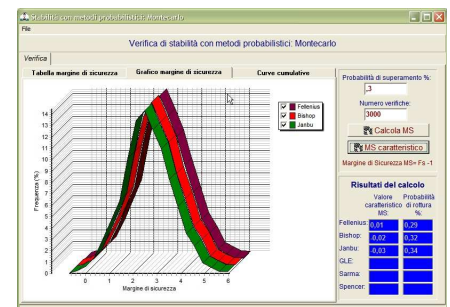 Stabilità con metodi probabilistici: Montecarlo
File
Verifica di stabilità con metodi probabilistici: Montecarlo
Verifica
Tabella margine di sicurezza
Grafico margine di sicurezza
Curve cumulative
Frequenza (%)
14
13
12
11
10
9
8
7
6
5
4
3
2
1
0
0 1 2 3 4 5 6
Margine di sicurezza
Fellenius
Bishop
Janbu
Probabilità di superamento %:
,3
Numero verifiche:
3000
Calcola MS
MS caratteristico
Margine di Sicurezza MS= Fs -1
Risultati del calcolo
Valore caratteristico MS:
Probabilità di rottura %:
Fellenius: 0,01 0,29
Bishop: -0,02 0,32
Janbu: -0,03 0,34
GLE:
Sarma:
Spencer: